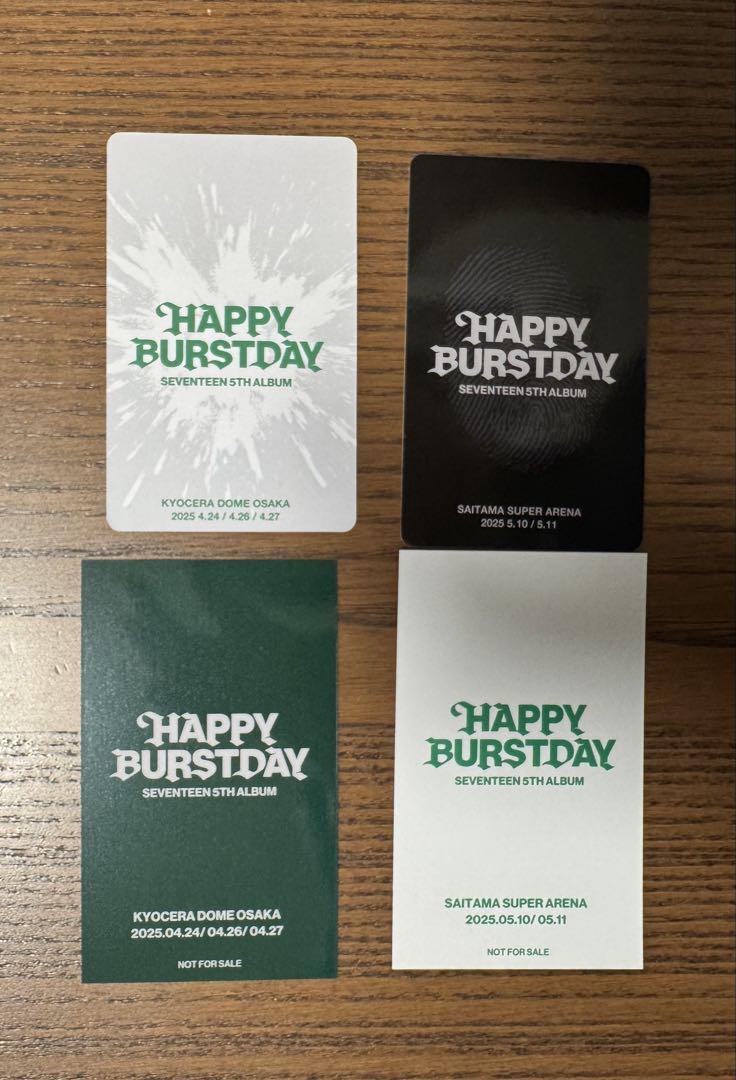 HAPPY
BURSTDAY
SEVENTEEN 5TH ALBUM
KYOCERA DOME OSAKA
2025 4.24 / 4.26 / 4.27
HAPPY
BURSTDAY
SEVENTEEN 5TH ALBUM
SAITAMA SUPER ARENA
2025 5.10 / 5.11
HAPPY
BURSTDAY
SEVENTEEN 5TH ALBUM
KYOCERA DOME OSAKA
2025.04.24/ 04.26/ 04.27
NOT FOR SALE
HAPPY
BURSTDAY
SEVENTEEN 5TH ALBUM
SAITAMA SUPER ARENA
2025.05.10/ 05.11
NOT FOR SALE